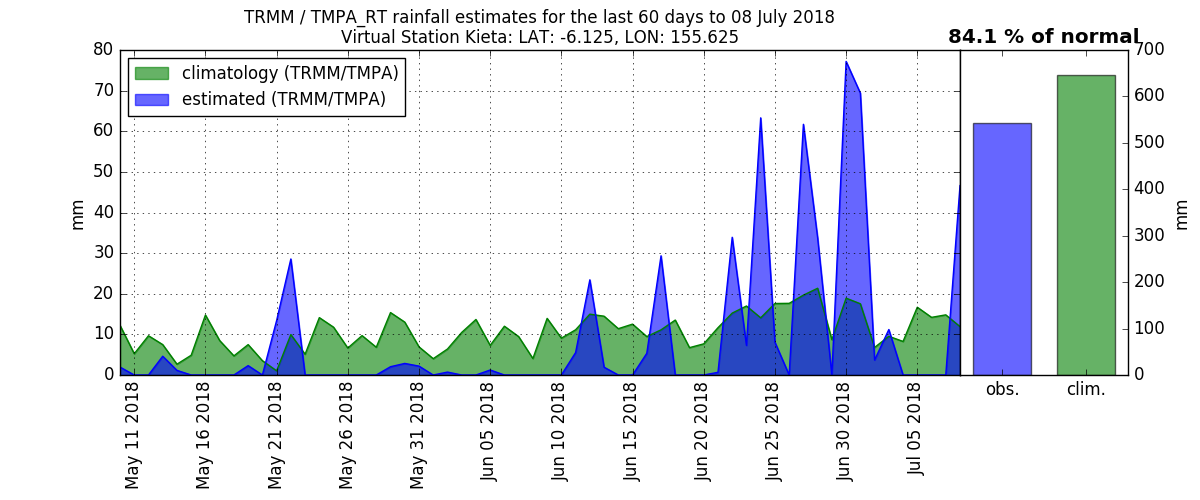 TRMM / TMPA_RT rainfall estimates for the last 60 days to 08 July 2018
Virtual Station Kieta: LAT: -6.125, LON: 155.625
84.1 % of normal
climatology (TRMM/TMPA)
estimated (TRMM/TMPA)
mm
80
70
60
50
40
30
20
10
0
May 11 2018
May 16 2018
May 21 2018
May 26 2018
May 31 2018
Jun 05 2018
Jun 10 2018
Jun 15 2018
Jun 20 2018
Jun 25 2018
Jun 30 2018
Jul 05 2018
obs.
clim.
700
600
500
400
300
200
100
0
mm